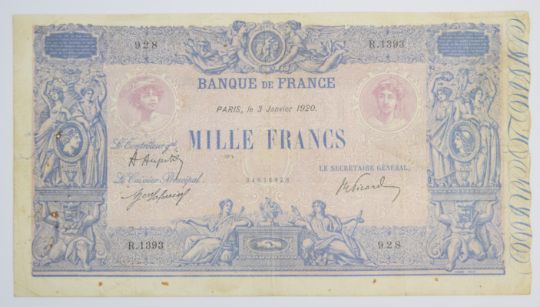 928 R.1393
BANQUE DE FRANCE
PARIS, le 3 Janvier 1920.
MILLE FRANCS
Le Contrôleur gal
LE SECRÉTAIRE GÉNÉRAL,
Le Caissier Principal
R.1393 928